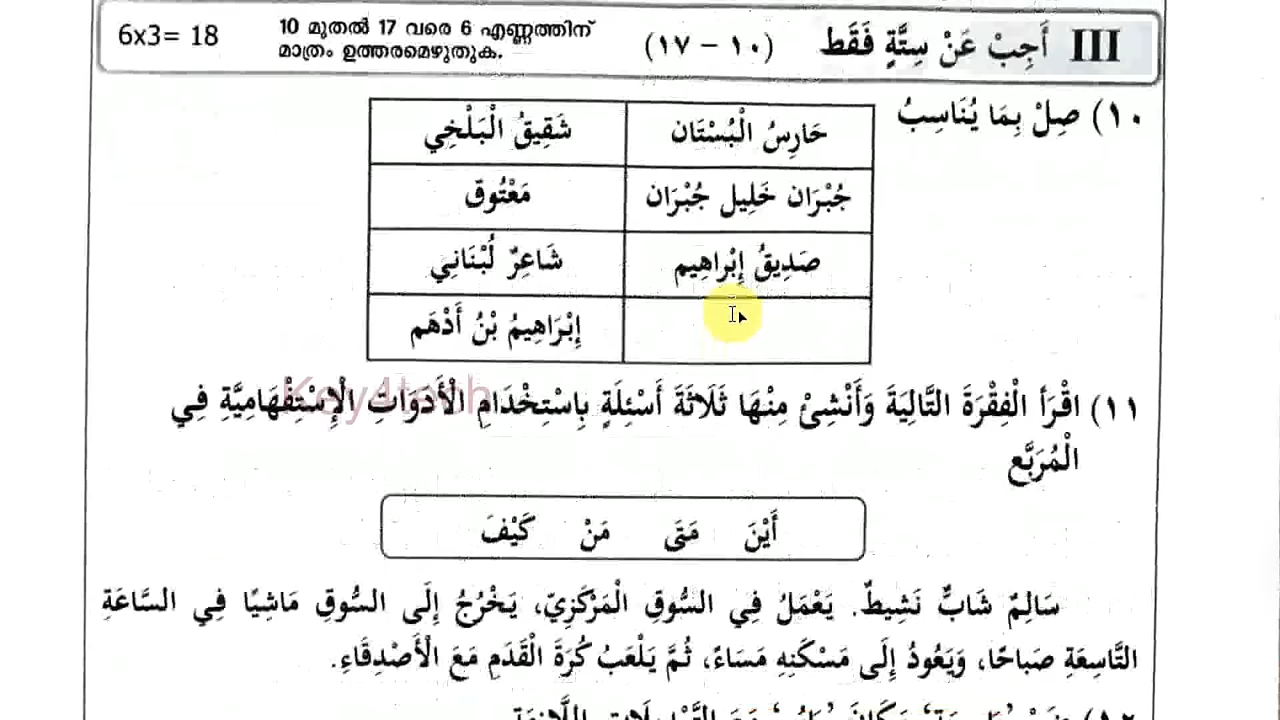 III أَجِبْ عَنْ سِتَّةٍ فَقَط (١٠ - ١٧) 10 മുതൽ 17 വരെ 6 എണ്ണത്തിന് 6x3= 18
മാത്രം ഉത്തരമെഴുതുക.
١٠) صِلْ بِمَا يُنَاسِبُ
حَارِسُ الْبُسْتَان شَقِيقُ الْبَلْخِي
جُبْرَان خَلِيل جُبْرَان مَعْتُوق
صَدِيقُ إِبْراهِيم شَاعِرٌ لُبْنَانِي
إِبْرَاهِيمُ بْنُ أَدْهَم
١١) اقْرَأ الْفِقْرَةَ التَّالِيَةَ وَأَنْشِئْ مِنْهَا ثَلَاثَةَ أَسْئِلَةٍ بِاسْتِخْدَامِ الْأَدَوَاتِ الْإِسْتِفْهَامِيَّةِ فِي
الْمُرَبَّع
أَيْنَ مَتَى مَنْ كَيْفَ
سَالِمٌ شَابٌّ نَشِيطٌ. يَعْمَلُ فِي السُّوقِ الْمَرْكَزِيّ، يَخْرُجُ إِلَى السُّوقِ مَاشِيًا فِي السَّاعَةِ
التَّاسِعَةِ صَبَاحًا، وَيَعُودُ إِلَى مَسْكَنِهِ مَسَاءً، ثُمَّ يَلْعَبُ كُرَةَ الْقَدَمِ مَعَ الْأَصْدِقَاءِ.